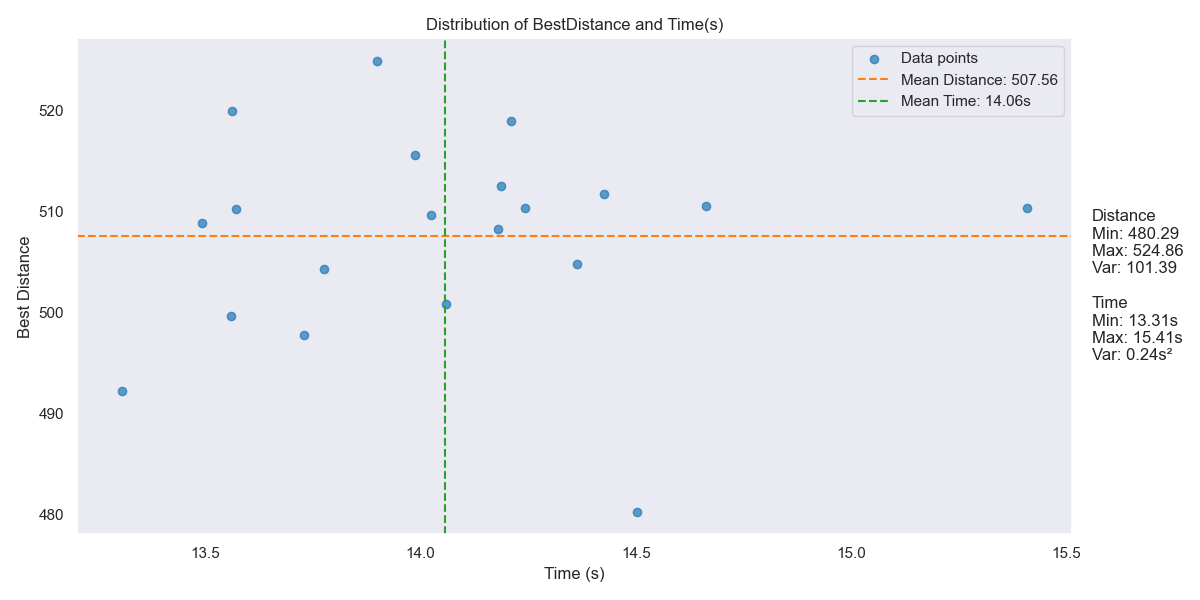 Distribution of BestDistance and Time(s)
Data points
Mean Distance: 507.56
Mean Time: 14.06s
Best Distance
520
510
500
490
480
13.5
14.0
14.5
15.0
15.5
Time (s)
Distance
Min: 480.29
Max: 524.86
Var: 101.39
Time
Min: 13.31s
Max: 15.41s
Var: 0.24s²